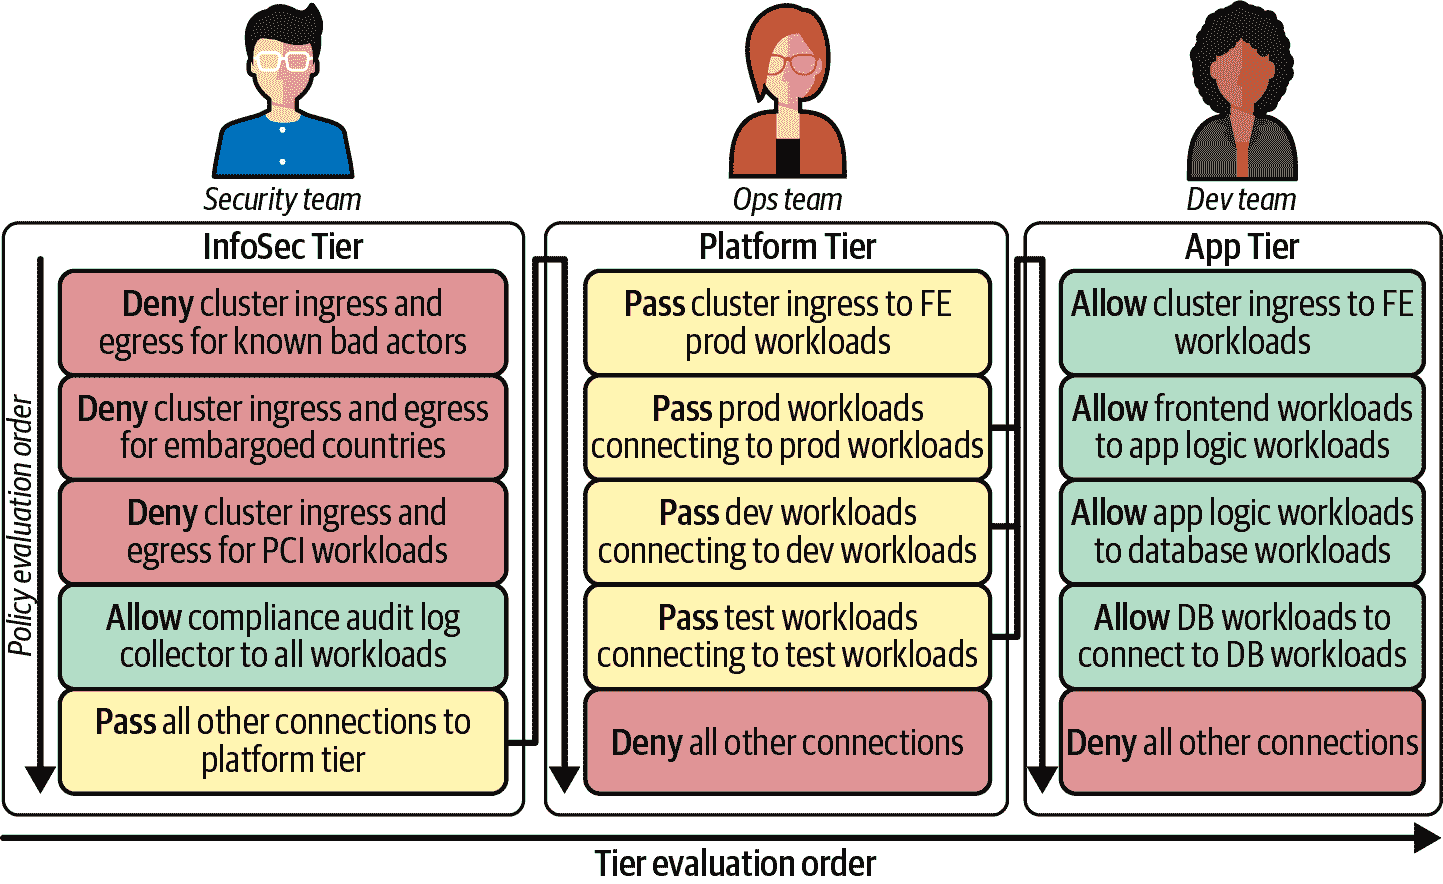 Security team
Ops team
Dev team
InfoSec Tier
Deny cluster ingress and
egress for known bad actors
Deny cluster ingress and egress
for embargoed countries
Deny cluster ingress and
egress for PCI workloads
Allow compliance audit log
collector to all workloads
Pass all other connections to
platform tier
Policy evaluation order
Platform Tier
Pass cluster ingress to FE
prod workloads
Pass prod workloads
connecting to prod workloads
Pass dev workloads
connecting to dev workloads
Pass test workloads
connecting to test workloads
Deny all other connections
App Tier
Allow cluster ingress to FE
workloads
Allow frontend workloads
to app logic workloads
Allow app logic workloads
to database workloads
Allow DB workloads to
connect to DB workloads
Deny all other connections
Tier evaluation order